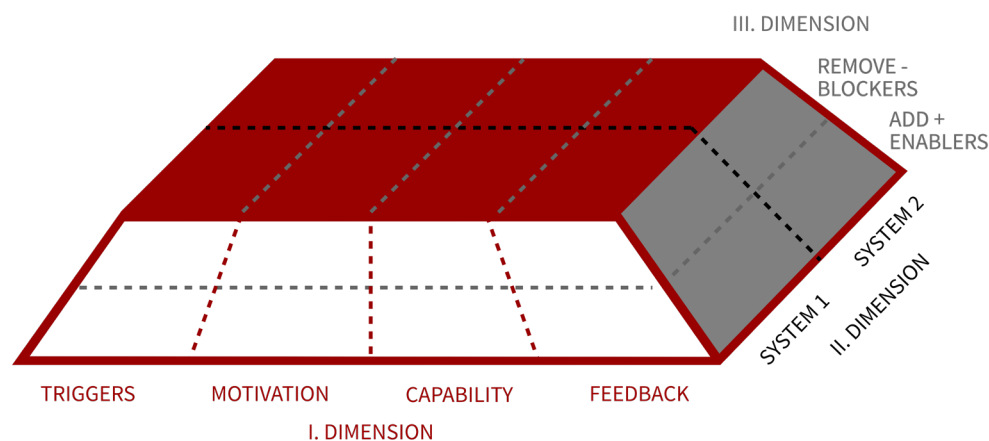 III. DIMENSION
REMOVE -
BLOCKERS
ADD +
ENABLERS
SYSTEM 2
II. DIMENSION
SYSTEM 1
TRIGGERS
MOTIVATION
CAPABILITY
FEEDBACK
I. DIMENSION